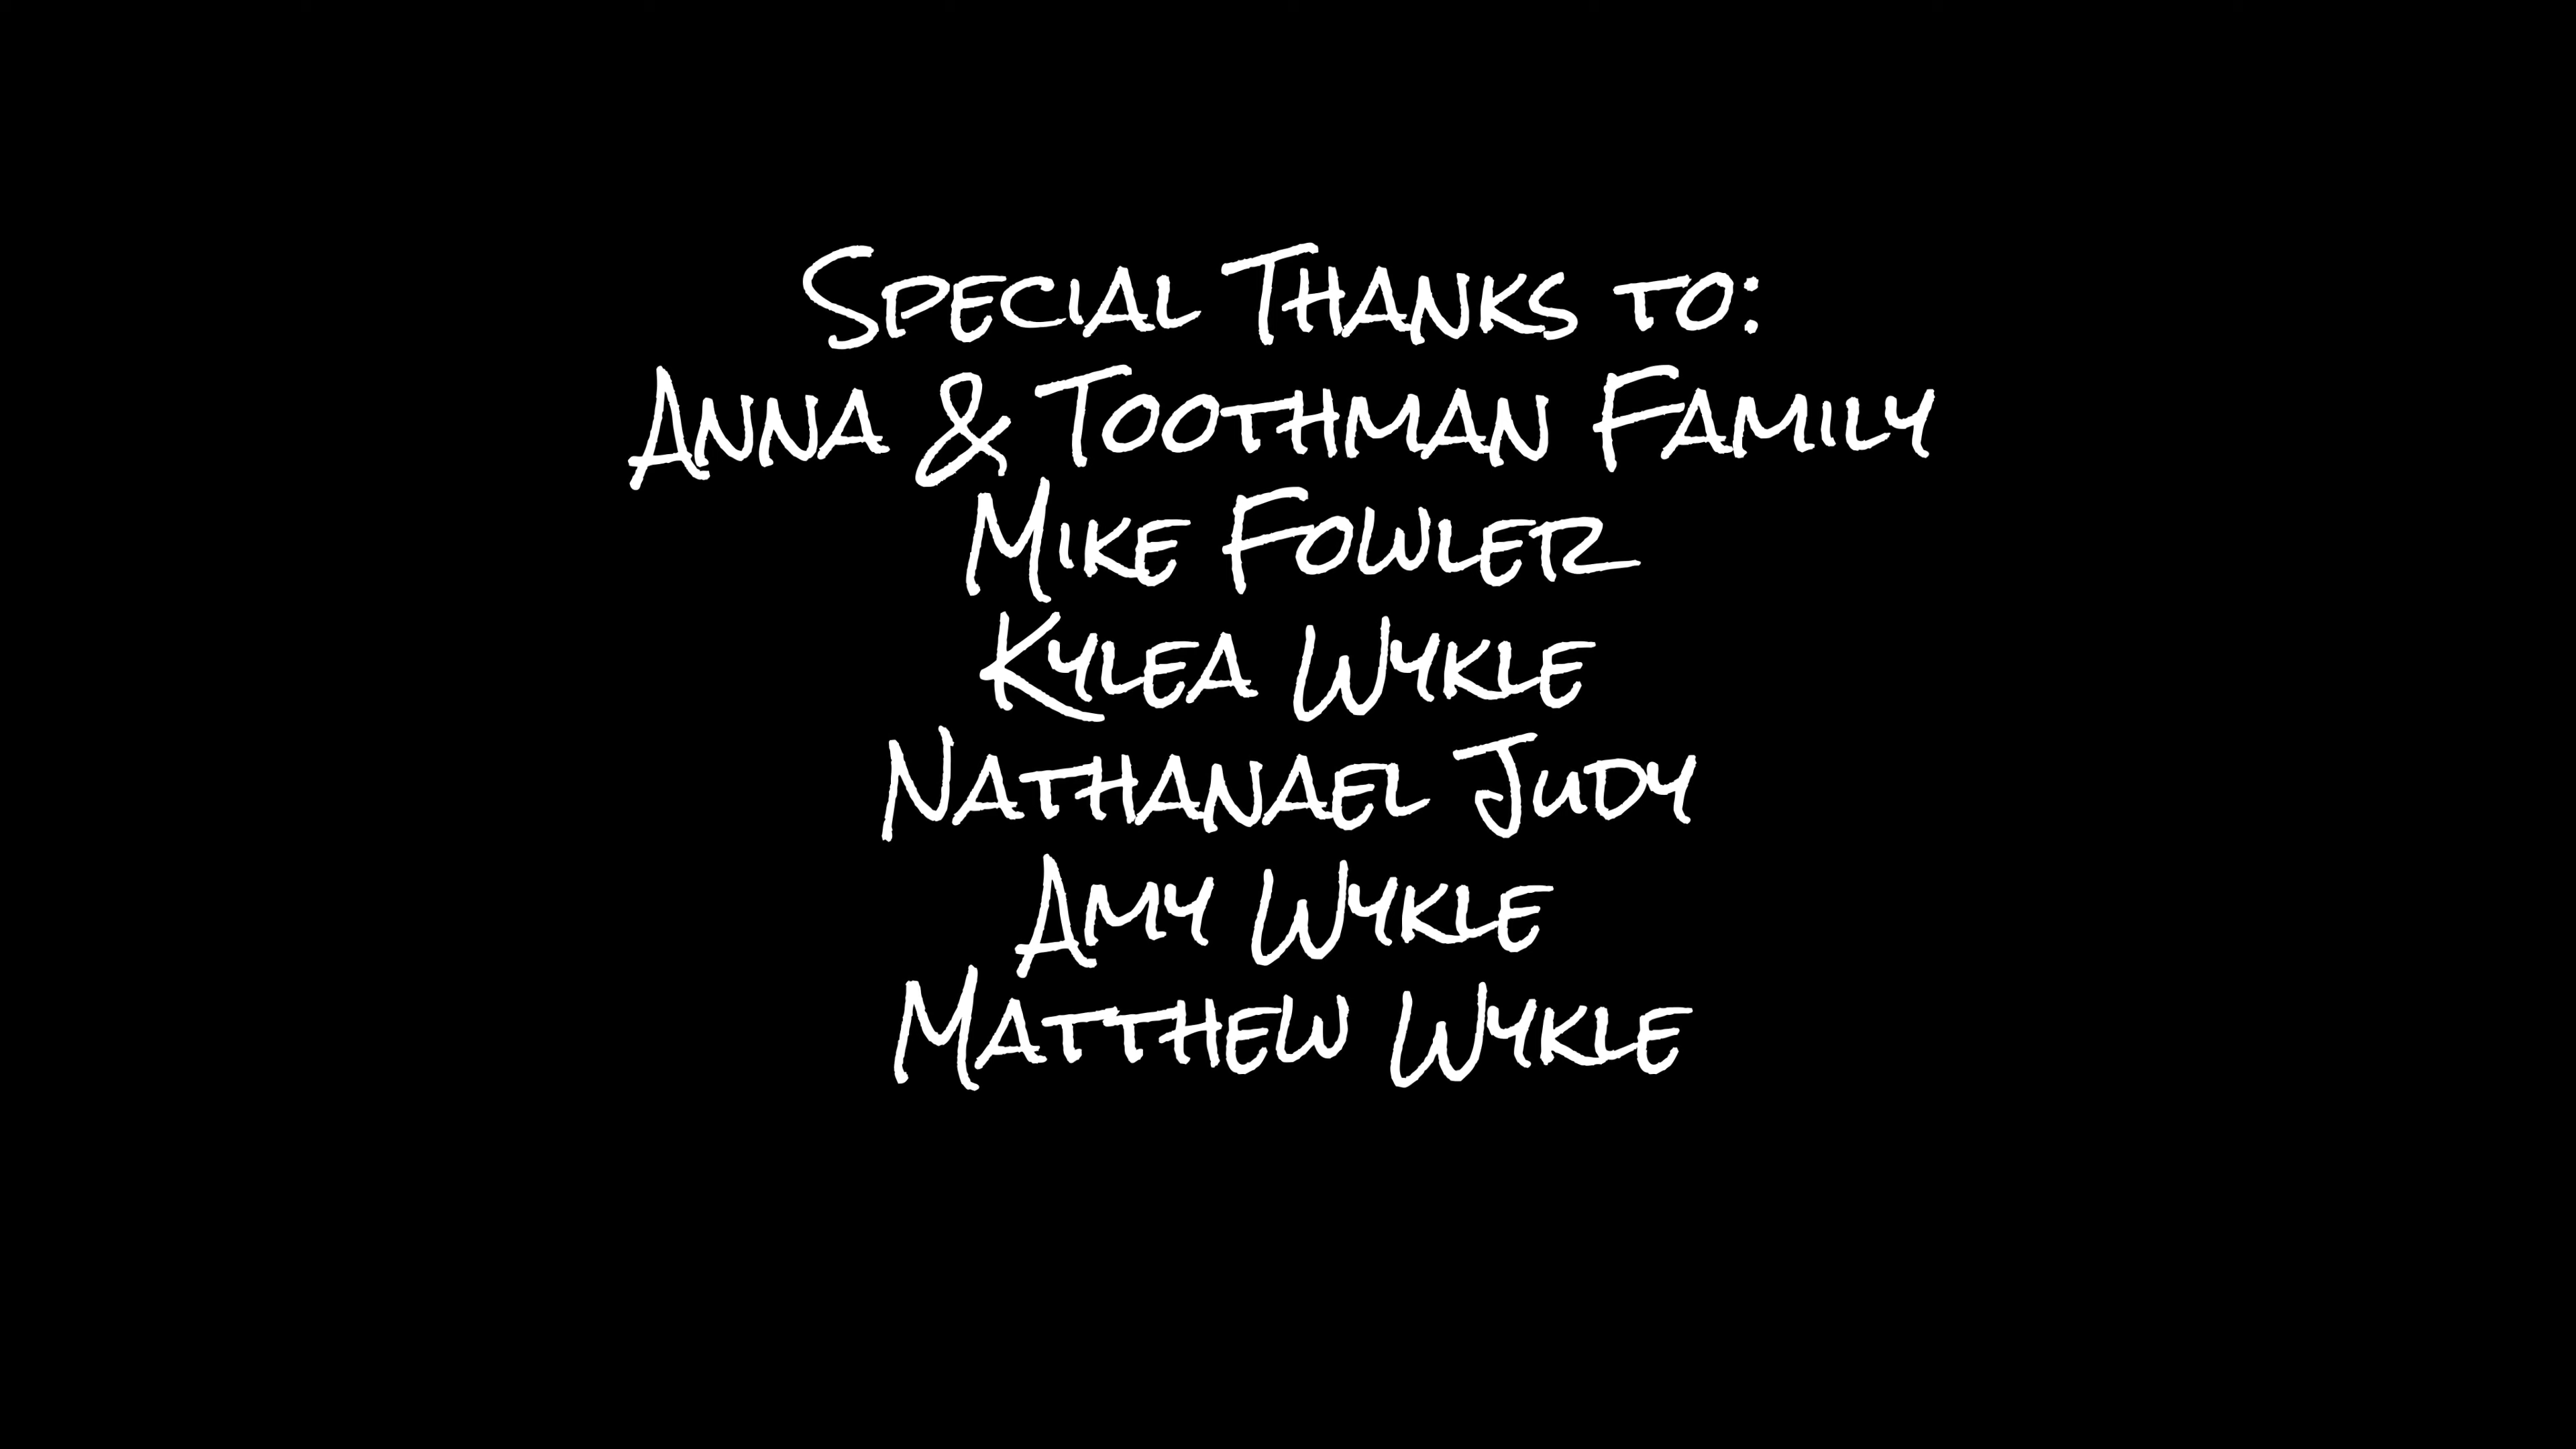 Special Thanks to:
Anna & Toothman Family
Mike Fowler
Kylea Wykle
Nathanael Judy
Amy Wykle
Matthew Wykle